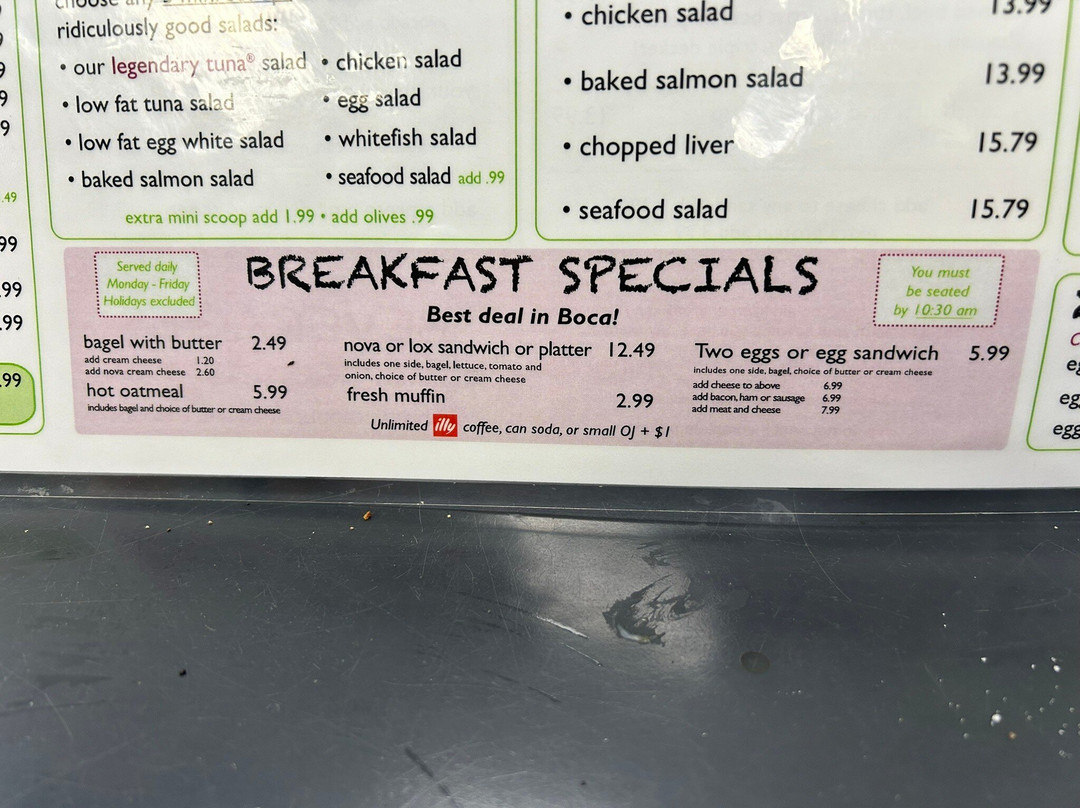 choose any
ridiculously good salads:
• our legendary tuna® salad
• low fat tuna salad
• low fat egg white salad
• baked salmon salad
• chicken salad
• egg salad
• whitefish salad
• seafood salad add .99
extra mini scoop add 1.99 • add olives .99
• chicken salad 13.99
• baked salmon salad 13.99
• chopped liver 15.79
• seafood salad 15.79
Served daily
Monday - Friday
Holidays excluded
BREAKFAST SPECIALS
Best deal in Boca!
You must
be seated
by 10:30 am
bagel with butter 2.49
add cream cheese 1.20
add nova cream cheese 2.60
hot oatmeal 5.99
includes bagel and choice of butter or cream cheese
nova or lox sandwich or platter 12.49
includes one side, bagel, lettuce, tomato and
onion, choice of butter or cream cheese
fresh muffin 2.99
Two eggs or egg sandwich 5.99
includes one side, bagel, choice of butter or cream cheese
add cheese to above 6.99
add bacon, ham or sausage 6.99
add meat and cheese 7.99
Unlimited illy coffee, can soda, or small OJ + $1
.49
.99
.99
.99
.99